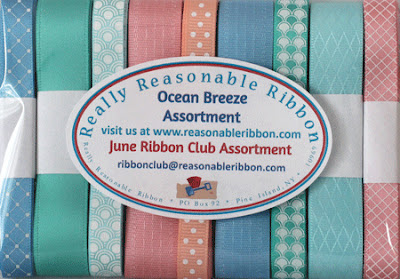 Really Reasonable Ribbon
Ocean Breeze
Assortment
visit us at www.reasonableribbon.com
June Ribbon Club Assortment
ribbonclub@reasonableribbon.com
Really Reasonable Ribbon • PO Box 92 • Pine Island, NY 10969